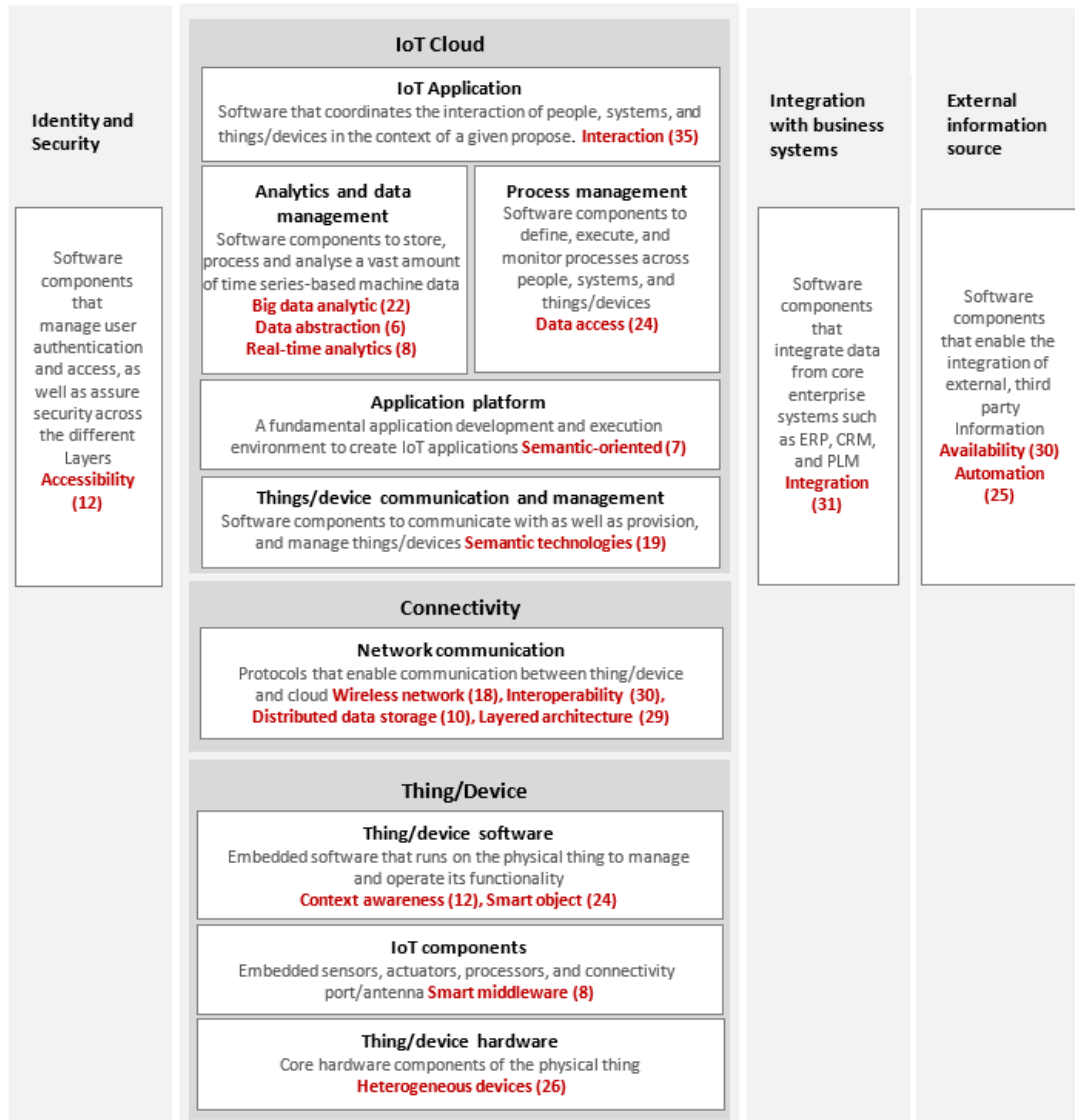 Identity and
Security
Software
components
that
manage user
authentication
and access, as
well as assure
security across
the different
Layers
Accessibility
(12)
IoT Cloud
IoT Application
Software that coordinates the interaction of people, systems, and
things/devices in the context of a given propose. Interaction (35)
Analytics and data
management
Software components to store,
process and analyse a vast amount
of time series-based machine data
Big data analytic (22)
Data abstraction (6)
Real-time analytics (8)
Process management
Software components to
define, execute, and
monitor processes across
people, systems, and
things/devices
Data access (24)
Application platform
A fundamental application development and execution
environment to create IoT applications Semantic-oriented (7)
Things/device communication and management
Software components to communicate with as well as provision,
and manage things/devices Semantic technologies (19)
Connectivity
Network communication
Protocols that enable communication between thing/device
and cloud Wireless network (18), Interoperability (30),
Distributed data storage (10), Layered architecture (29)
Thing/Device
Thing/device software
Embedded software that runs on the physical thing to manage
and operate its functionality
Context awareness (12), Smart object (24)
IoT components
Embedded sensors, actuators, processors, and connectivity
port/antenna Smart middleware (8)
Thing/device hardware
Core hardware components of the physical thing
Heterogeneous devices (26)
Integration
with business
systems
Software
components
that
integrate data
from core
enterprise
systems such
as ERP, CRM,
and PLM
Integration
(31)
External
information
source
Software
components
that enable the
integration of
external, third
party
Information
Availability (30)
Automation
(25)